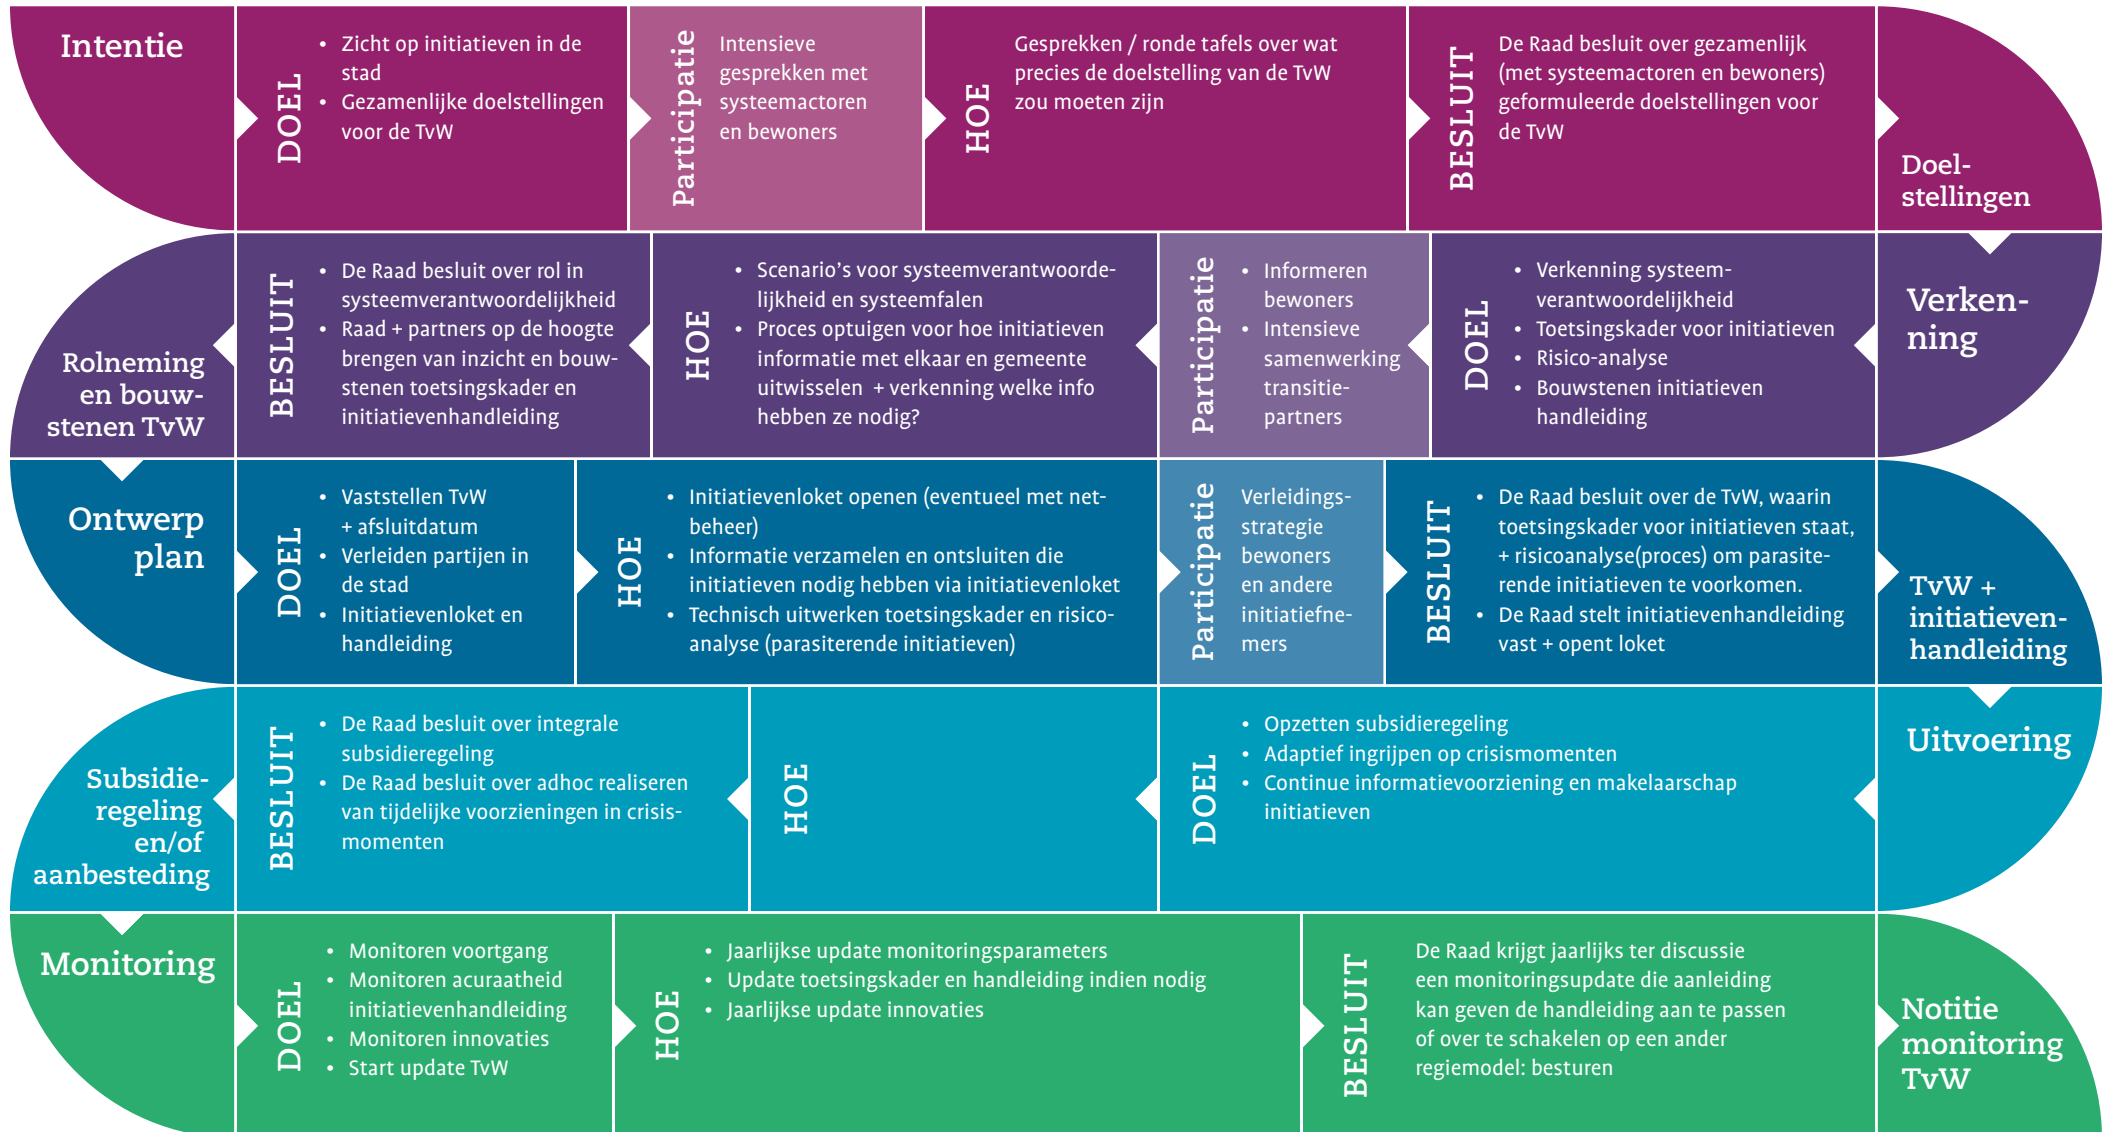 Intentie
DOEL
• Zicht op initiatieven in de
stad
• Gezamenlijke doelstellingen
voor de TvW
Participatie
Intensieve
gesprekken met
systeemactoren
en bewoners
HOE
Gesprekken / ronde tafels over wat
precies de doelstelling van de TvW
zou moeten zijn
BESLUIT
De Raad besluit over gezamenlijk
(met systeemactoren en bewoners)
geformuleerde doelstellingen voor
de TvW
Doel-
stellingen
Verken-
ning
DOEL
• Verkenning systeem-
verantwoordelijkheid
• Toetsingskader voor initiatieven
• Risico-analyse
• Bouwstenen initiatieven
handleiding
Participatie
• Informeren
bewoners
• Intensieve
samenwerking
transitie-
partners
HOE
• Scenario's voor systeemverantwoorde-
lijkheid en systeemfalen
• Proces optuigen voor hoe initiatieven
informatie met elkaar en gemeente
uitwisselen + verkenning welke info
hebben ze nodig?
BESLUIT
• De Raad besluit over rol in
systeemverantwoordelijkheid
• Raad + partners op de hoogte
brengen van inzicht en bouw-
stenen toetsingskader en
initiatievenhandleiding
Rolneming
en bouw-
stenen TvW
Ontwerp
plan
DOEL
• Vaststellen TvW
+ afsluitdatum
• Verleiden partijen in
de stad
• Initiatievenloket en
handleiding
HOE
• Initiatievenloket openen (eventueel met net-
beheer)
• Informatie verzamelen en ontsluiten die
initiatieven nodig hebben via initiatievenloket
• Technisch uitwerken toetsingskader en risico-
analyse (parasiterende initiatieven)
Participatie
Verleidings-
strategie
bewoners
en andere
initiatiefne-
mers
BESLUIT
• De Raad besluit over de TvW, waarin
toetsingskader voor initiatieven staat,
+ risicoanalyse(proces) om parasite-
rende initiatieven te voorkomen.
• De Raad stelt initiatievenhandleiding
vast + opent loket
TvW +
initiatieven-
handleiding
Uitvoering
DOEL
• Opzetten subsidieregeling
• Adaptief ingrijpen op crisismomenten
• Continue informatievoorziening en makelaarschap
initiatieven
HOE
BESLUIT
• De Raad besluit over integrale
subsidieregeling
• De Raad besluit over adhoc realiseren
van tijdelijke voorzieningen in crisis-
momenten
Subsidie-
regeling
en/of
aanbesteding
Monitoring
DOEL
• Monitoren voortgang
• Monitoren acuraatheid
initiatievenhandleiding
• Monitoren innovaties
• Start update TvW
HOE
• Jaarlijkse update monitoringsparameters
• Update toetsingskader en handleiding indien nodig
• Jaarlijkse update innovaties
BESLUIT
De Raad krijgt jaarlijks ter discussie
een monitoringsupdate die aanleiding
kan geven de handleiding aan te passen
of over te schakelen op een ander
regiemodel: besturen
Notitie
monitoring
TvW